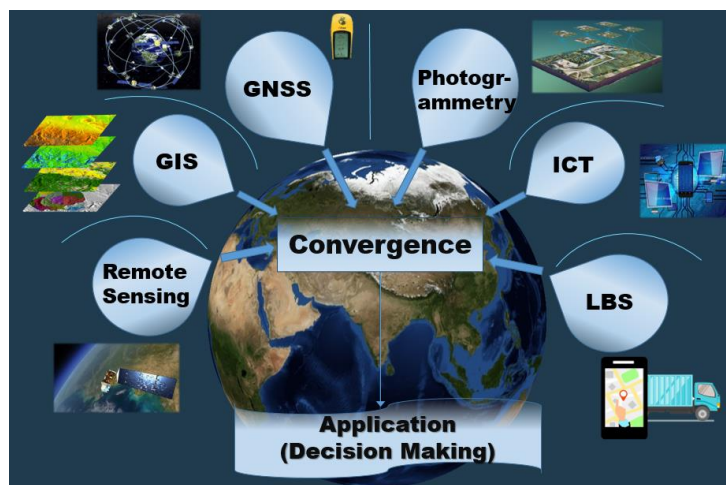 GNSS
Photogr-
ammetry
GIS
ICT
Convergence
Remote
Sensing
LBS
Application
(Decision Making)